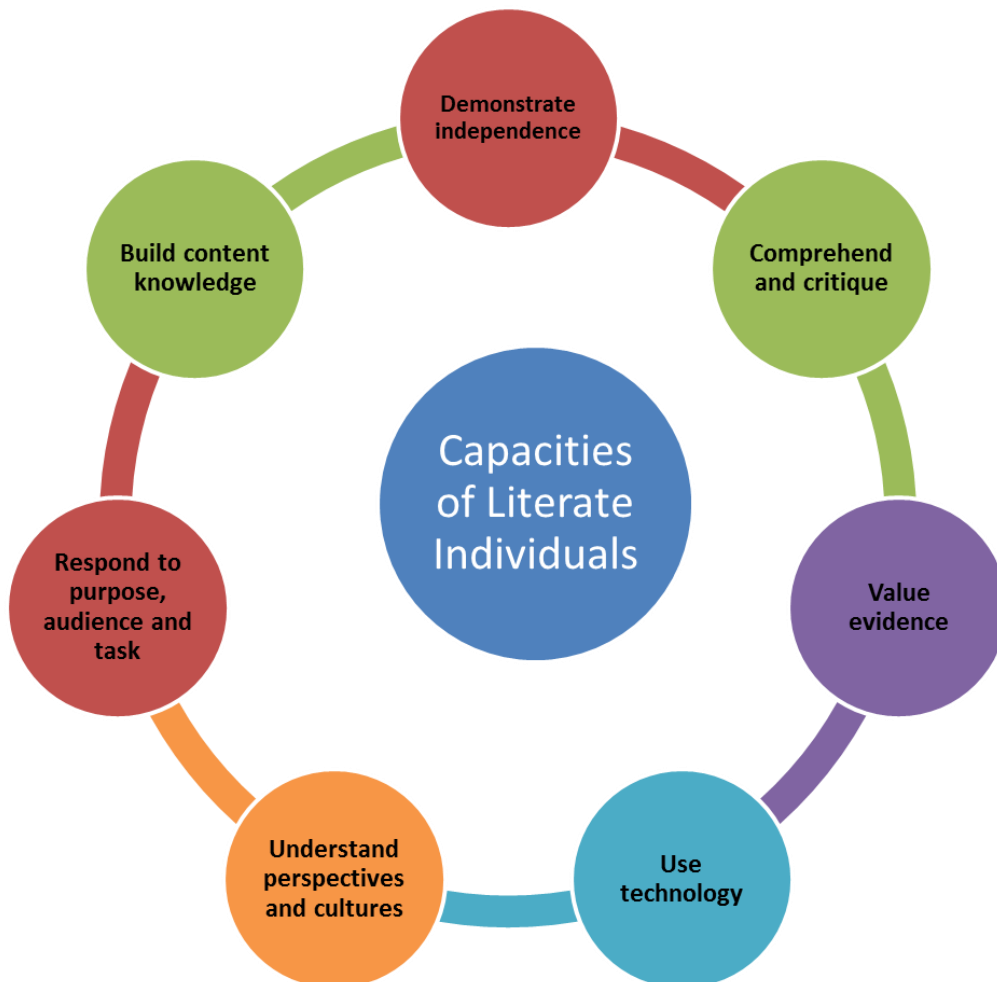 Demonstrate
independence
Comprehend
and critique
Value
evidence
Use
technology
Understand
perspectives
and cultures
Respond to
purpose,
audience and
task
Build content
knowledge
Capacities
of Literate
Individuals